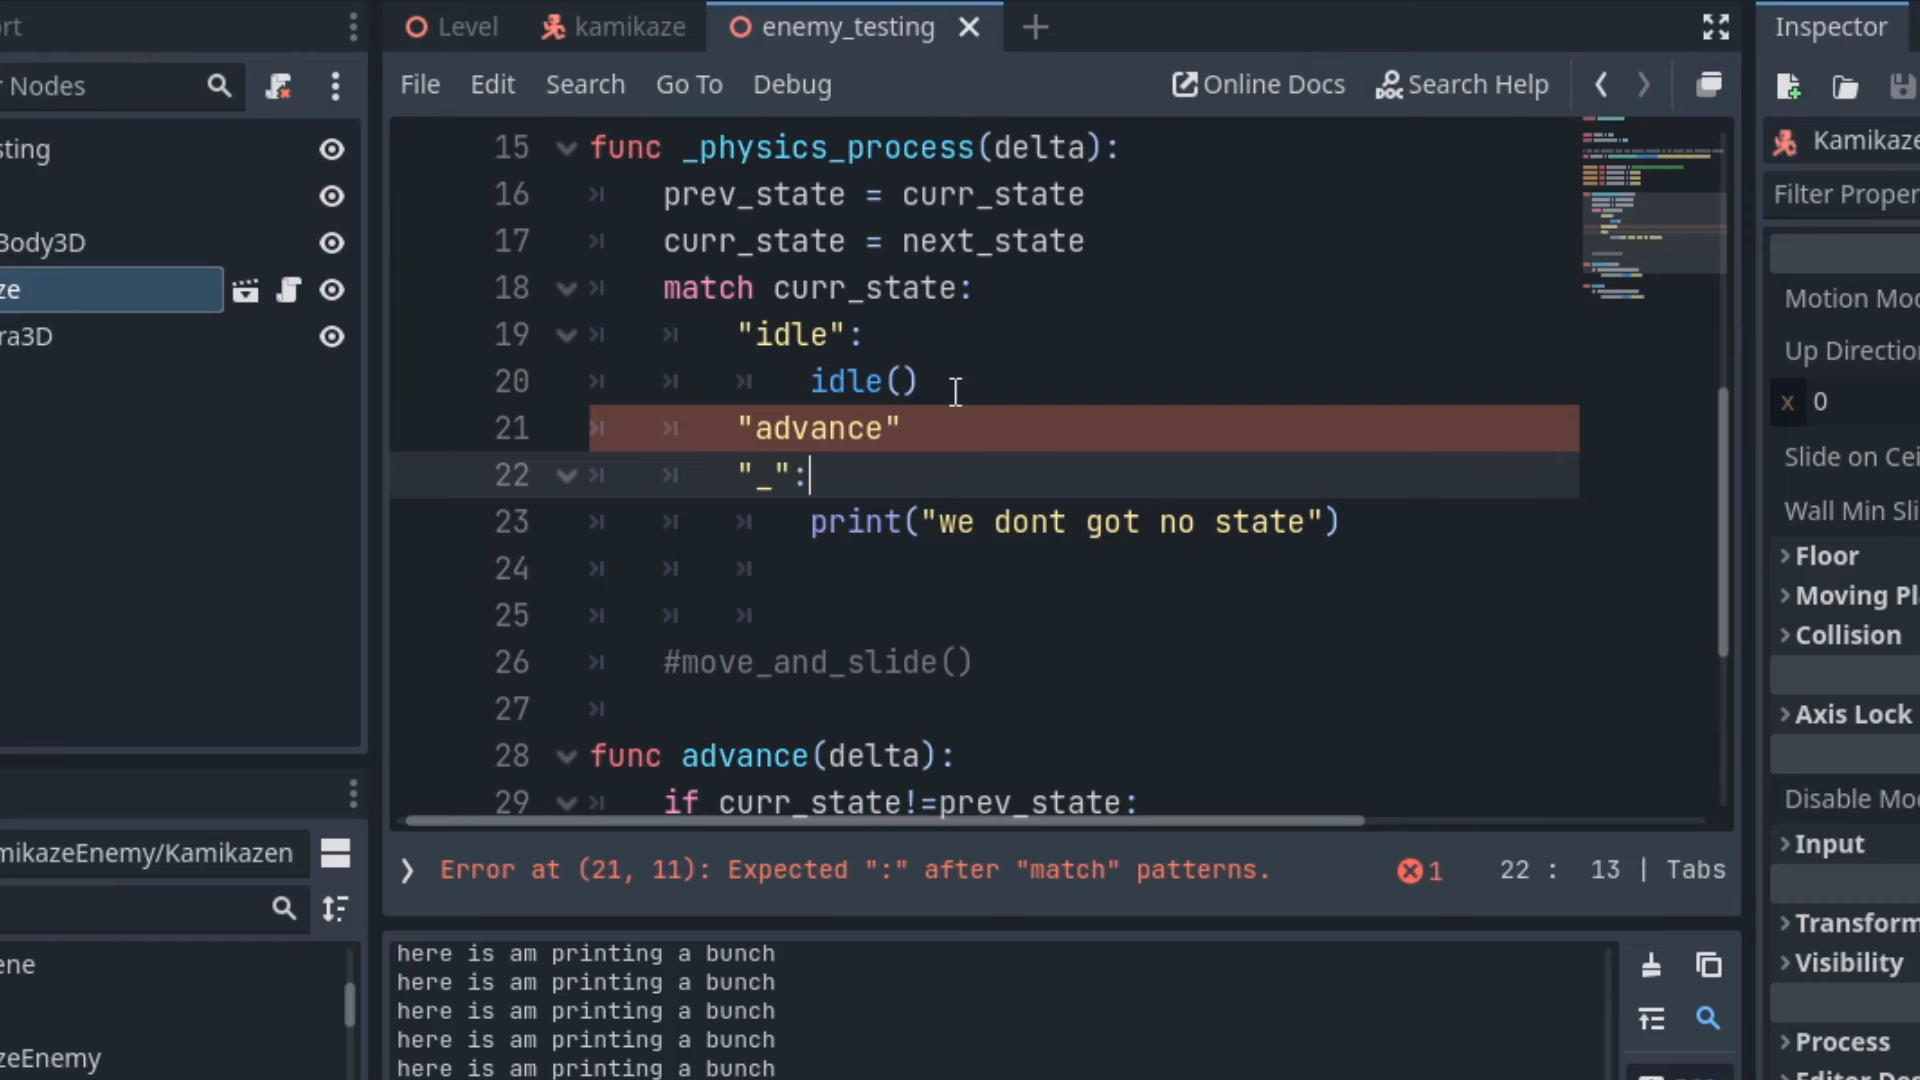 rt
r Nodes
sting
Body3D
ze
ra3D
mikazeEnemy/Kamikazen
ene
zeEnemy
Level
kamikaze
enemy_testing
File Edit Search Go To Debug
Online Docs
DOC Search Help
15 func _physics_process(delta):
16 prev_state = curr_state
17 curr_state = next_state
18 match curr_state:
19 "idle":
20 idle()
21 "advance"
22 "_":
23 print("we dont got no state")
24
25
26 #move_and_slide()
27
28 func advance(delta):
29 if curr_state!=prev_state:
Error at (21, 11): Expected ":" after "match" patterns.
1 22 : 13 | Tabs
here is am printing a bunch
here is am printing a bunch
here is am printing a bunch
here is am printing a bunch
here is am printing a bunch
Inspector
Kamikaze
Filter Proper
Motion Mod
Up Direction
x 0
Slide on Cei
Wall Min Sli
Floor
Moving Pl
Collision
Axis Lock
Disable Mod
Input
Transform
Visibility
Process